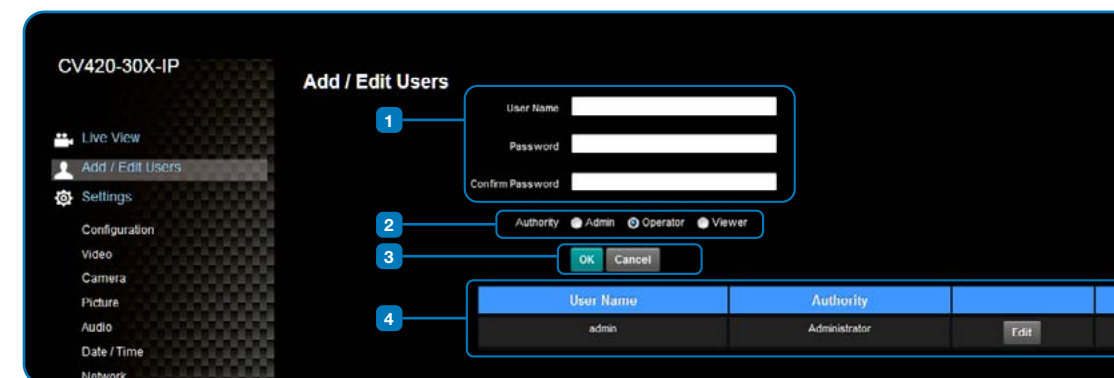 CV420-30X-IP
Live View
Add / Edit Users
Settings
Configuration
Video
Camera
Picture
Audio
Date / Time
Network
Add / Edit Users
1
User Name
Password
Confirm Password
2
Authority Admin Operator Viewer
3
OK Cancel
4
User Name Authority
admin Administrator Edit